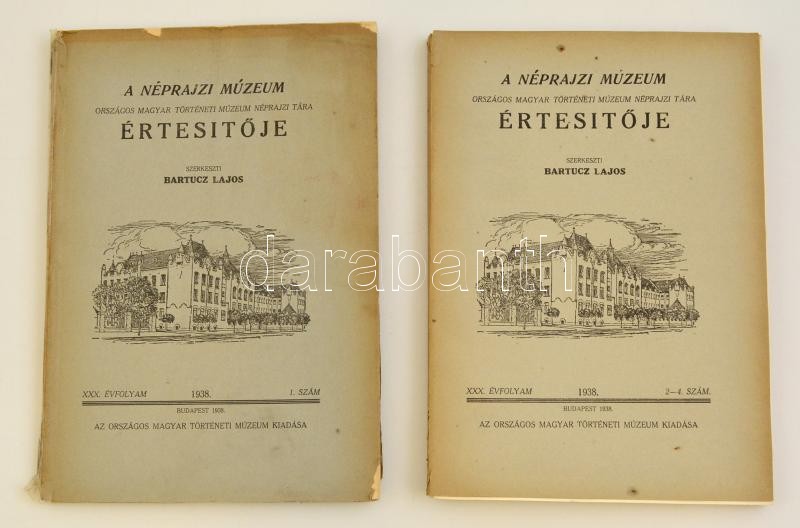 A NÉPRAJZI MÚZEUM
ORSZÁGOS MAGYAR TÖRTÉNETI MÚZEUM NÉPRAJZI TÁRA
ÉRTESITŐJE
SZERKESZTI
BARTUCZ LAJOS
XXX. ÉVFOLYAM 1938. 1. SZÁM
BUDAPEST 1938.
AZ ORSZÁGOS MAGYAR TÖRTÉNETI MÚZEUM KIADÁSA
A NÉPRAJZI MÚZEUM
ORSZÁGOS MAGYAR TÖRTÉNETI MÚZEUM NÉPRAJZI TÁRA
ÉRTESITŐJE
SZERKESZTI
BARTUCZ LAJOS
XXX. ÉVFOLYAM 1938. 2—4. SZÁM.
BUDAPEST 1938.
AZ ORSZÁGOS MAGYAR TÖRTÉNETI MÚZEUM KIADÁSA
darabanth